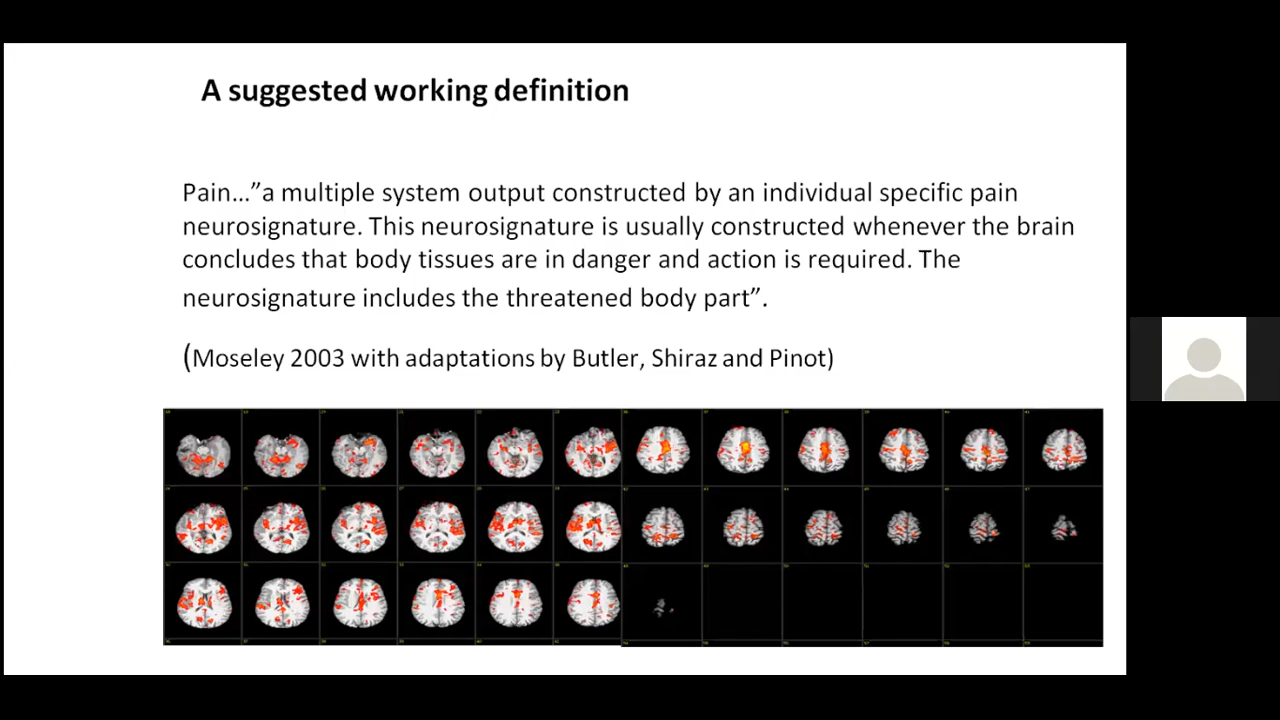 A suggested working definition
Pain...”a multiple system output constructed by an individual specific pain
neurosignature. This neurosignature is usually constructed whenever the brain
concludes that body tissues are in danger and action is required. The
neurosignature includes the threatened body part”.
(Moseley 2003 with adaptations by Butler, Shiraz and Pinot)